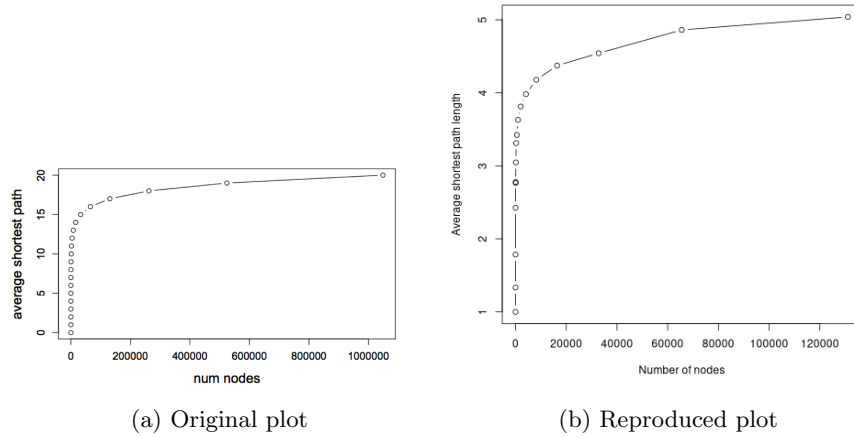 average shortest path
20
15
10
5
0
0 200000 400000 600000 800000 1000000
num nodes
(a) Original plot
Average shortest path length
5
4
3
2
1
0 20000 40000 60000 80000 100000 120000
Number of nodes
(b) Reproduced plot